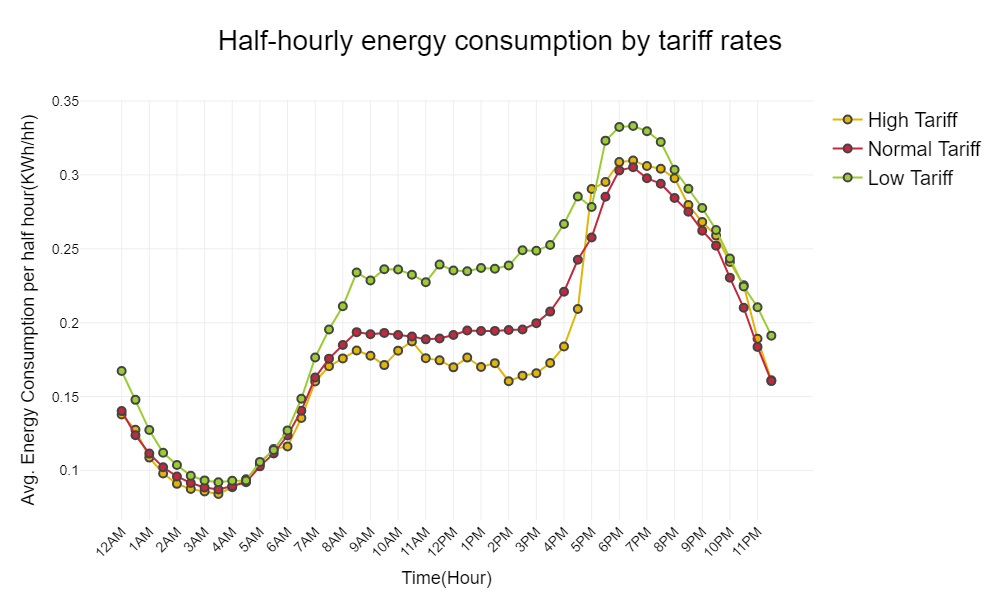 Half-hourly energy consumption by tariff rates
Avg. Energy Consumption per half hour(KWh/hh)
0.35
0.3
0.25
0.2
0.15
0.1
12AM
1AM
2AM
3AM
4AM
5AM
6AM
7AM
8AM
9AM
10AM
11AM
12PM
1PM
2PM
3PM
4PM
5PM
6PM
7PM
8PM
9PM
10PM
11PM
Time(Hour)
High Tariff
Normal Tariff
Low Tariff